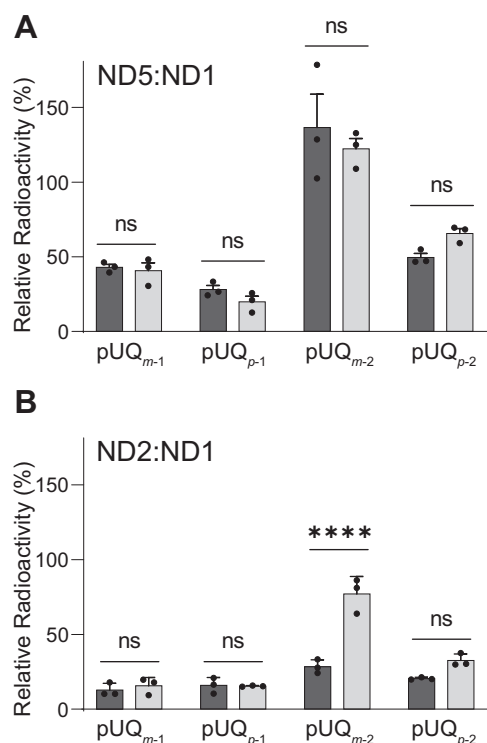 A
ND5:ND1
Relative Radioactivity (%)
150
100
50
0
ns
ns
ns
ns
pUQm-1
pUQp-1
pUQm-2
pUQp-2
B
ND2:ND1
Relative Radioactivity (%)
150
100
50
0
ns
ns
****
ns
pUQm-1
pUQp-1
pUQm-2
pUQp-2